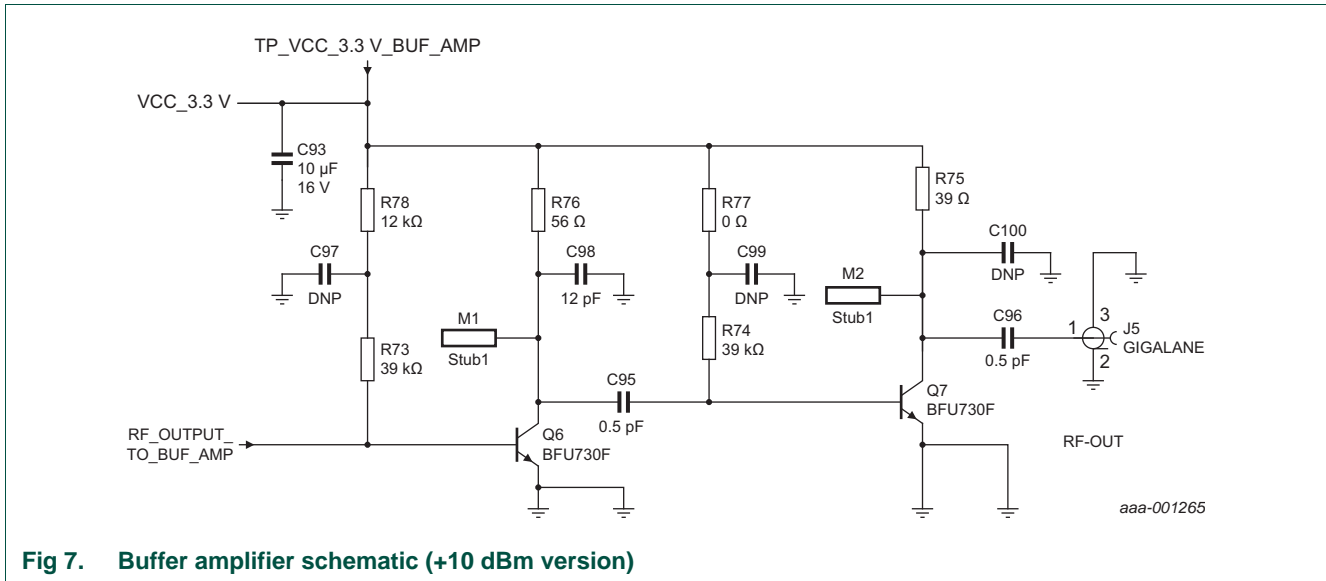 TP_VCC_3.3 V_BUF_AMP
VCC_3.3 V
C93
10 µF
16 V
R78
12 kΩ
R76
56 Ω
R77
0 Ω
R75
39 Ω
C97
DNP
C98
12 pF
C99
DNP
C100
DNP
M1
Stub1
M2
Stub1
R73
39 kΩ
R74
39 kΩ
C95
0.5 pF
C96
0.5 pF
1
3
2
J5
GIGALANE
RF_OUTPUT_
TO_BUF_AMP
Q6
BFU730F
Q7
BFU730F
RF-OUT
aaa-001265
Fig 7. Buffer amplifier schematic (+10 dBm version)